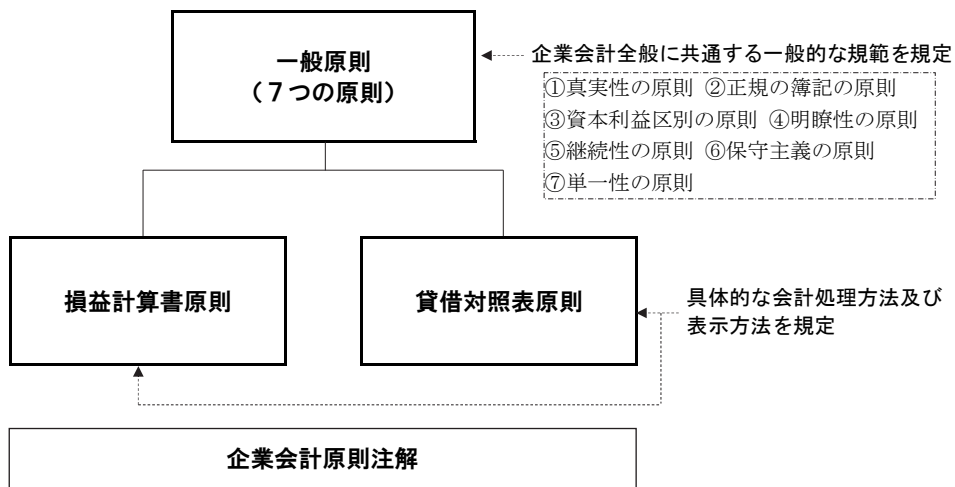 一般原則
（７つの原則）
企業会計全般に共通する一般的な規範を規定
①真実性の原則 ②正規の簿記の原則
③資本利益区別の原則 ④明瞭性の原則
⑤継続性の原則 ⑥保守主義の原則
⑦単一性の原則
損益計算書原則
貸借対照表原則
具体的な会計処理方法及び
表示方法を規定
企業会計原則注解